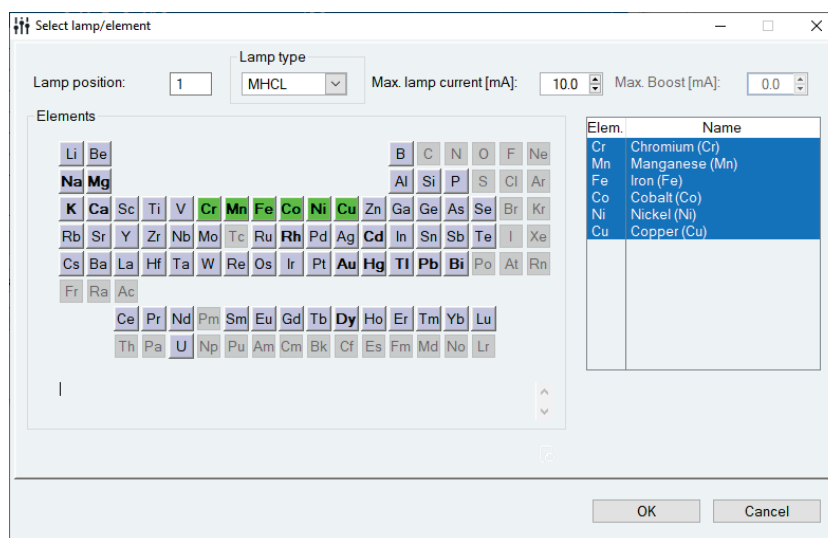 Select lamp/element
Lamp type
Lamp position: 1 MHCL Max. lamp current [mA]: 10.0 Max. Boost [mA]: 0.0
Elements
Elem. Name
Cr Chromium (Cr)
Mn Manganese (Mn)
Fe Iron (Fe)
Co Cobalt (Co)
Ni Nickel (Ni)
Cu Copper (Cu)
Li Be B C N O F Ne
Na Mg Al Si P S Cl Ar
K Ca Sc Ti V Cr Mn Fe Co Ni Cu Zn Ga Ge As Se Br Kr
Rb Sr Y Zr Nb Mo Tc Ru Rh Pd Ag Cd In Sn Sb Te I Xe
Cs Ba La Hf Ta W Re Os Ir Pt Au Hg Tl Pb Bi Po At Rn
Fr Ra Ac
Ce Pr Nd Pm Sm Eu Gd Tb Dy Ho Er Tm Yb Lu
Th Pa U Np Pu Am Cm Bk Cf Es Fm Md No Lr
OK Cancel